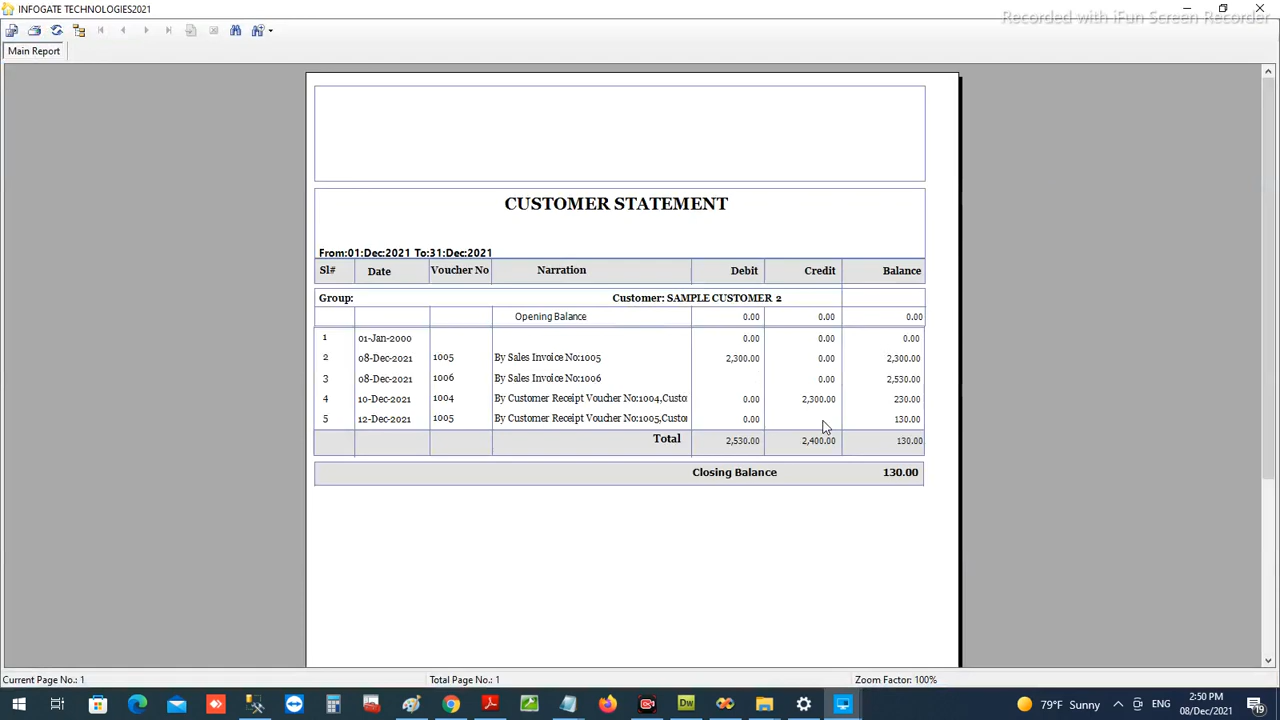 INFOGATE TECHNOLOGIES2021
Recorded with iFun Screen Recorder
Main Report
CUSTOMER STATEMENT
From:01:Dec:2021 To:31:Dec:2021
Sl# Date Voucher No Narration Debit Credit Balance
Group: Customer: SAMPLE CUSTOMER 2
Opening Balance 0.00 0.00 0.00
1 01-Jan-2000 0.00 0.00 0.00
2 08-Dec-2021 1005 By Sales Invoice No:1005 2,300.00 0.00 2,300.00
3 08-Dec-2021 1006 By Sales Invoice No:1006 0.00 2,530.00
4 10-Dec-2021 1004 By Customer Receipt Voucher No:1004,Custo 0.00 2,300.00 230.00
5 12-Dec-2021 1005 By Customer Receipt Voucher No:1005,Custo 0.00 130.00
Total 2,530.00 2,400.00 130.00
Closing Balance 130.00
Current Page No.: 1 Total Page No.: 1 Zoom Factor: 100%
Dw 79°F Sunny ENG 2:50 PM
08/Dec/2021 19